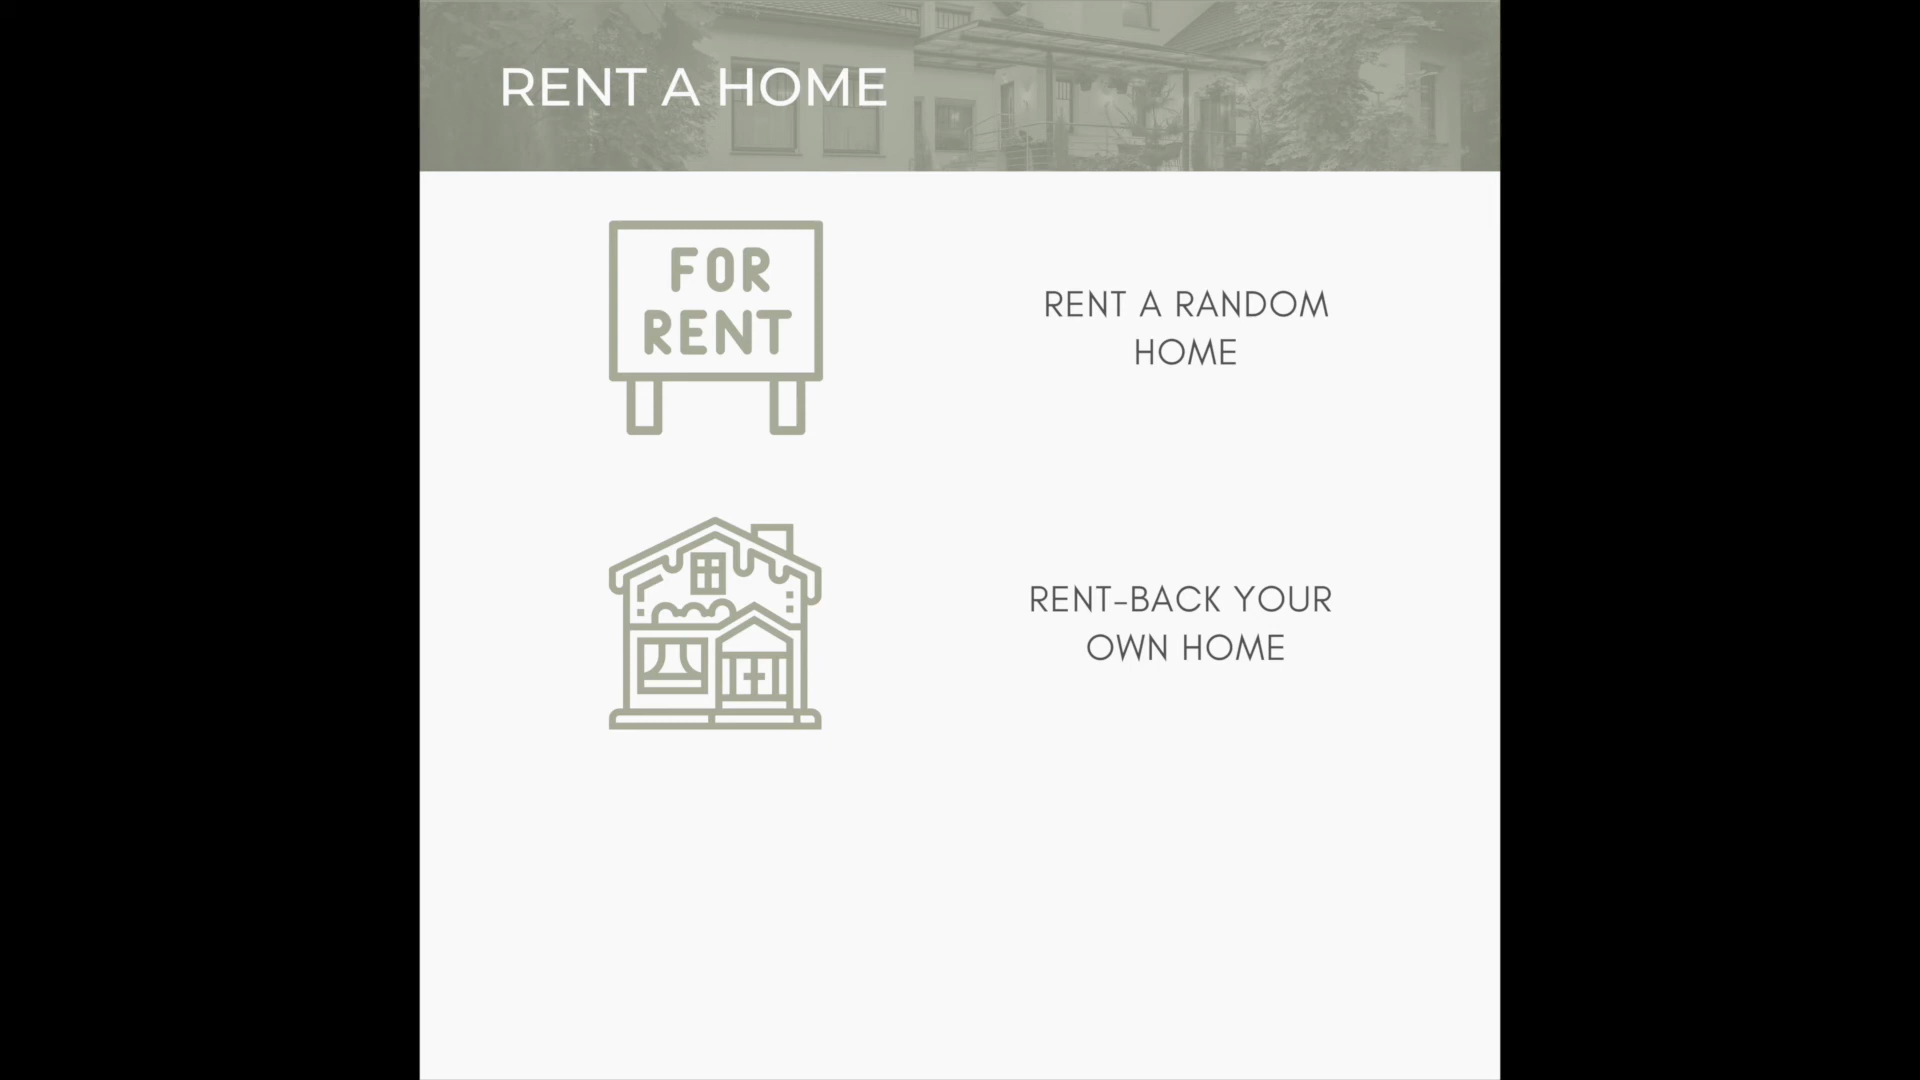 RENT A HOME
FOR
RENT
RENT A RANDOM
HOME
RENT-BACK YOUR
OWN HOME